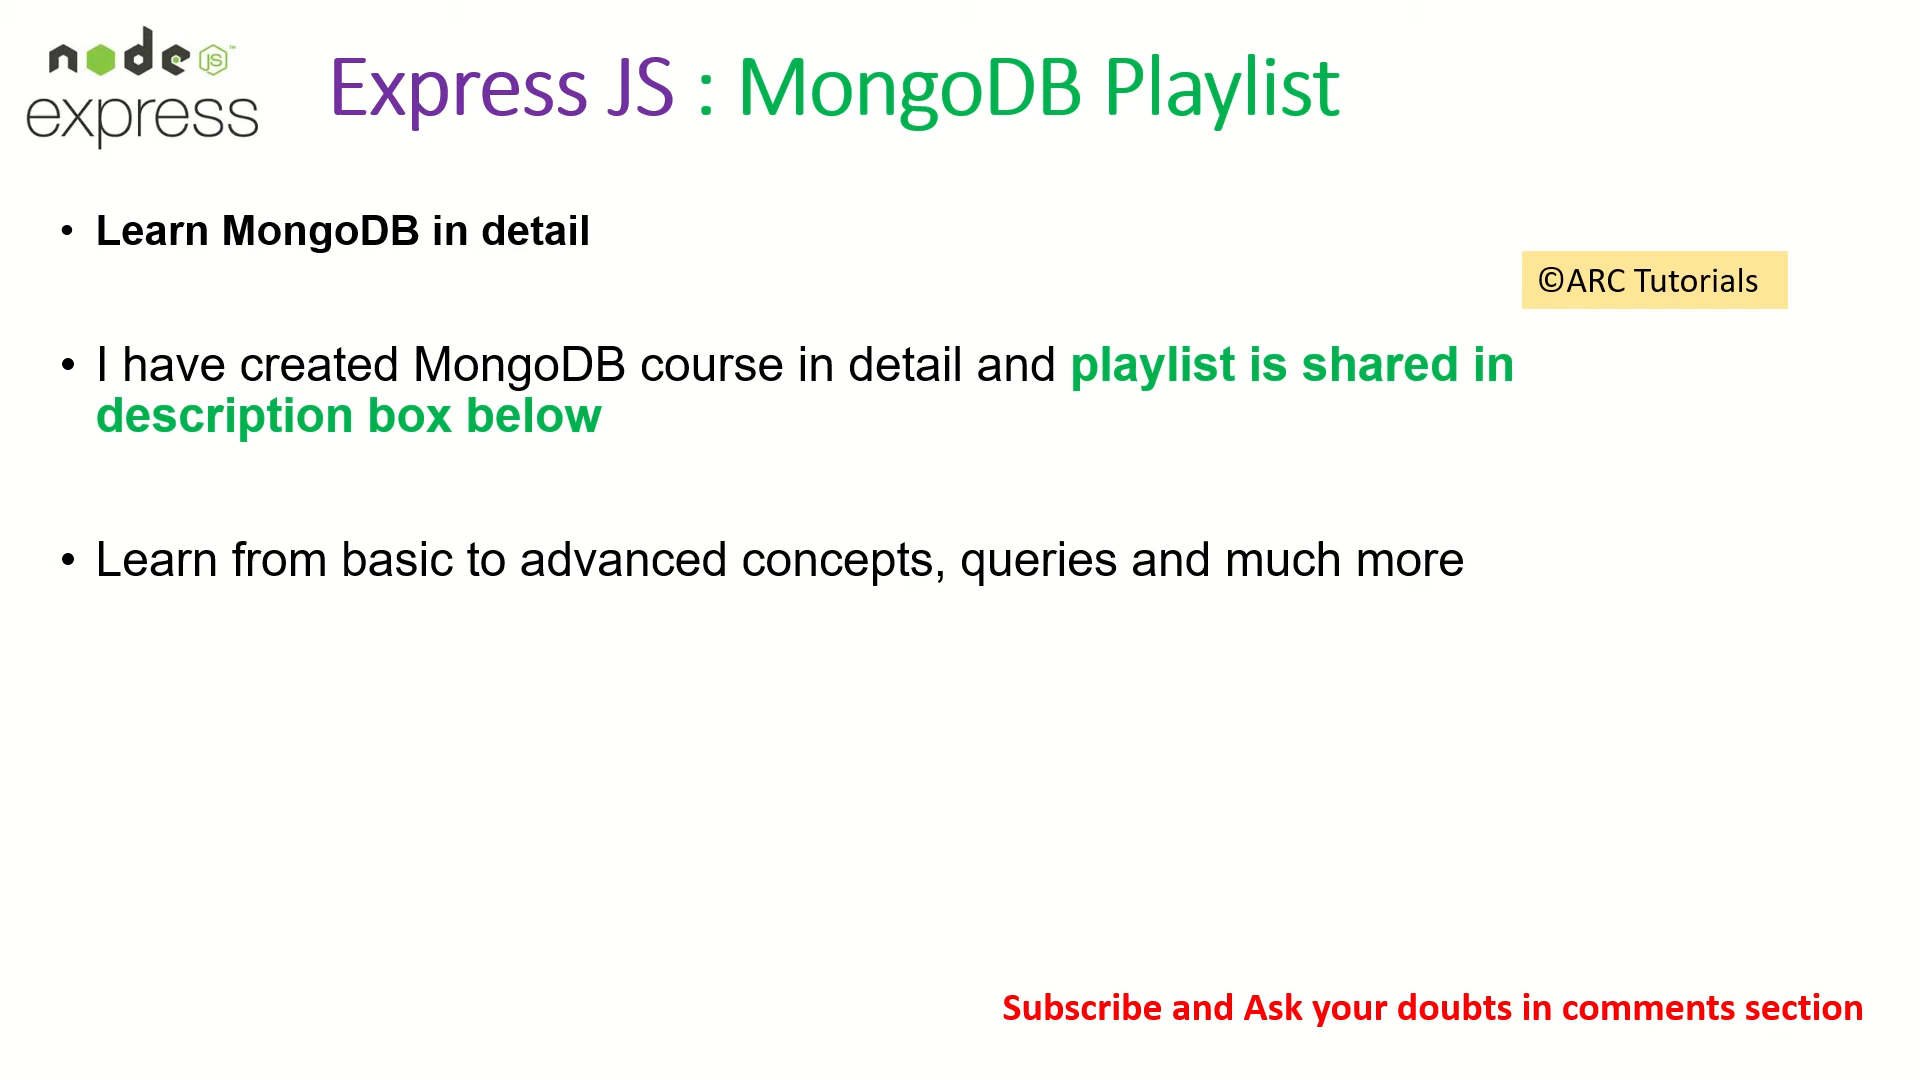 node JS ™
express
Express JS : MongoDB Playlist
• Learn MongoDB in detail
©ARC Tutorials
• I have created MongoDB course in detail and playlist is shared in
description box below
• Learn from basic to advanced concepts, queries and much more
Subscribe and Ask your doubts in comments section